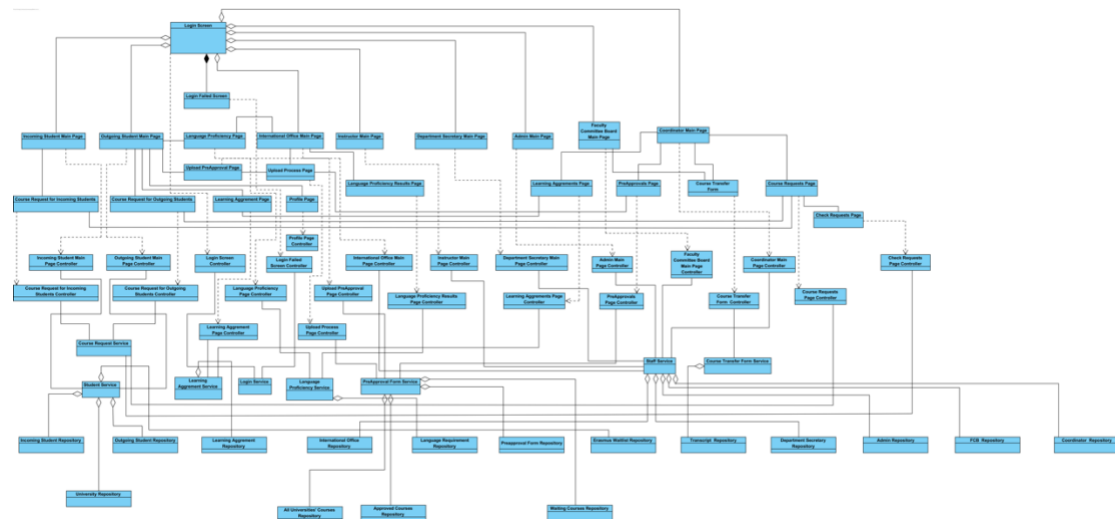 Login Screen
Login Failed Screen
Incoming Student Main Page
Outgoing Student Main Page
Language Proficiency Page
International Office Main Page
Instructor Main Page
Department Secretary Main Page
Admin Main Page
Faculty
Committee Board
Main Page
Coordinator Main Page
Upload PreApproval Page
Upload Process Page
Language Proficiency Results Page
Learning Aggrements Page
PreApprovals Page
Course Transfer
Form
Course Requests Page
Course Request for Incoming Students
Course Request for Outgoing Students
Learning Aggrement Page
Profile Page
Check Requests Page
Profile Page
Controller
Incoming Student Main
Page Controller
Outgoing Student Main
Page Controller
Login Screen
Controller
Login Failed
Screen Controller
International Office Main
Page Controller
Instructor Main
Page Controller
Department Secretary Main
Page Controller
Admin Main
Page Controller
Faculty
Committee Board
Main Page
Controller
Coordinator Main
Page Controller
Check Requests
Page Controller
Course Request for Incoming
Students Controller
Course Request for Outgoing
Students Controller
Language Proficiency
Page Controller
Upload PreApproval
Page Controller
Language Proficiency Results
Page Controller
Learning Aggrements Page
Controller
PreApprovals
Page Controller
Course Transfer
Form Controller
Course Requests
Page Controller
Learning Aggrement
Page Controller
Upload Process
Page Controller
Course Request Service
Staff Service
Course Transfer Form Service
Student Service
Learning
Aggrement Service
Login Service
Language
Proficiency Service
PreApproval Form Service
Incoming Student Repository
Outgoing Student Repository
Learning Aggrement
Repository
International Office
Repository
Language Requirement
Repository
Preapproval Form Repository
Erasmus Waitlist Repository
Transcript Repository
Department Secretary
Repository
Admin Repository
FCB Repository
Coordinator Repository
University Repository
All Universities' Courses
Repository
Approved Courses
Repository
Waiting Courses Repository